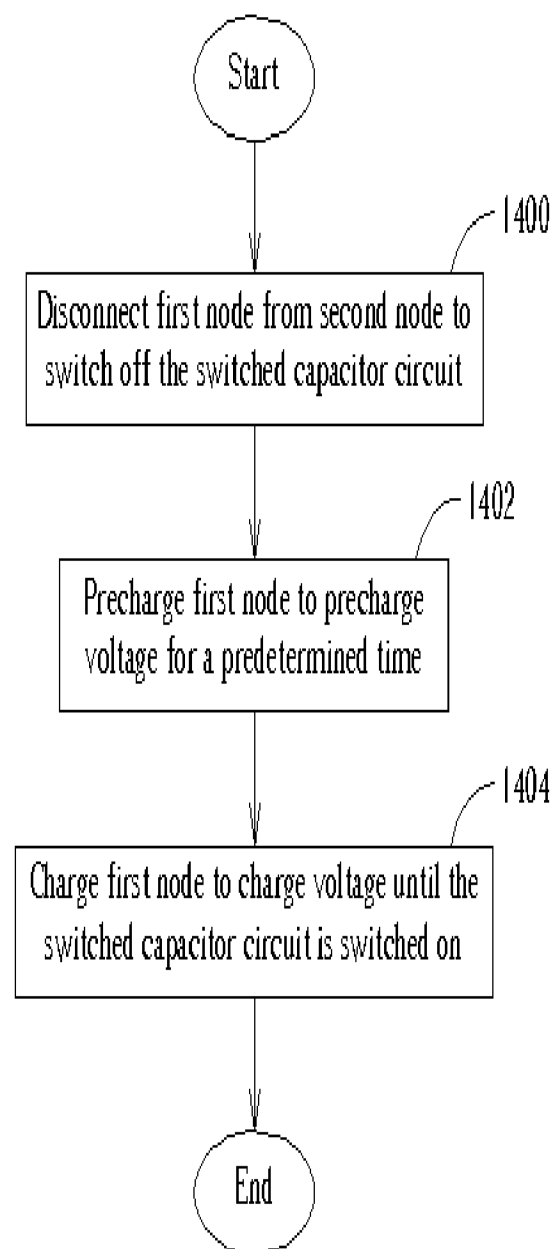 Start
1400
Disconnect first node from second node to
switch off the switched capacitor circuit
1402
Precharge first node to precharge
voltage for a predetermined time
1404
Charge first node to charge voltage until the
switched capacitor circuit is switched on
End